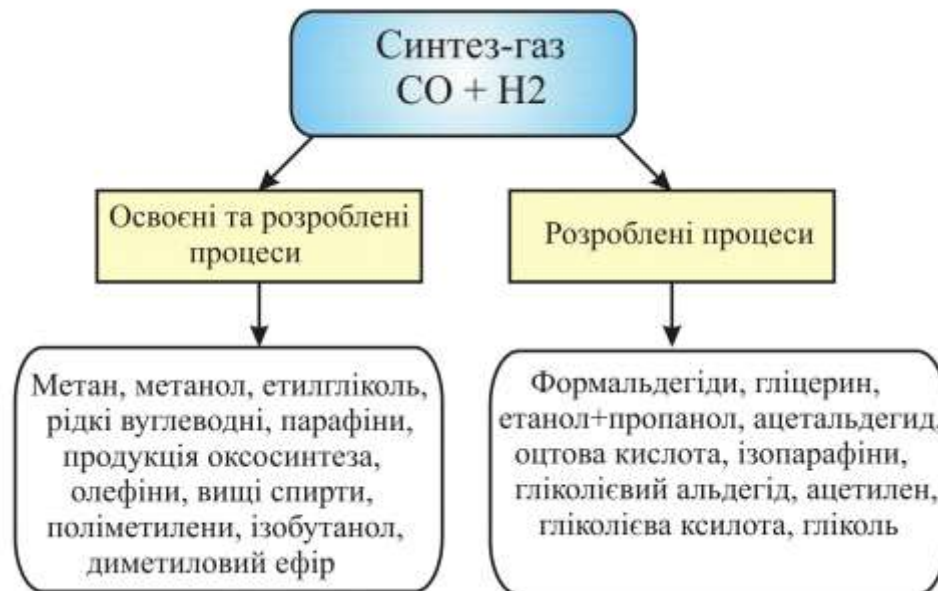 Синтез-газ
CO + H2
Освоєні та розроблені
процеси
Розроблені процеси
Метан, метанол, етилгліколь,
рідкі вуглеводні, парафіни,
продукція оксосинтеза,
олефіни, вищі спирти,
поліметилени, ізобутанол,
диметиловий ефір
Формальдегіди, гліцерин,
етанол+пропанол, ацетальдегид,
оцтова кислота, ізопарафіни,
гліколієвий альдегід, ацетилен,
гліколієва ксилота, гліколь